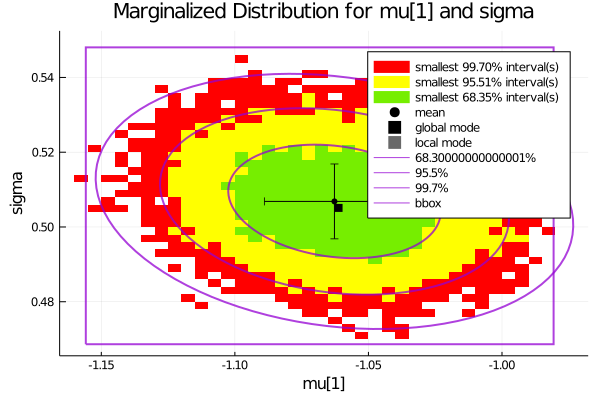 Marginalized Distribution for mu[1] and sigma
smallest 99.70% interval(s)
smallest 95.51% interval(s)
smallest 68.35% interval(s)
mean
global mode
local mode
68.30000000000001%
95.5%
99.7%
bbox
sigma
0.54
0.52
0.50
0.48
-1.15
-1.10
-1.05
-1.00
mu[1]